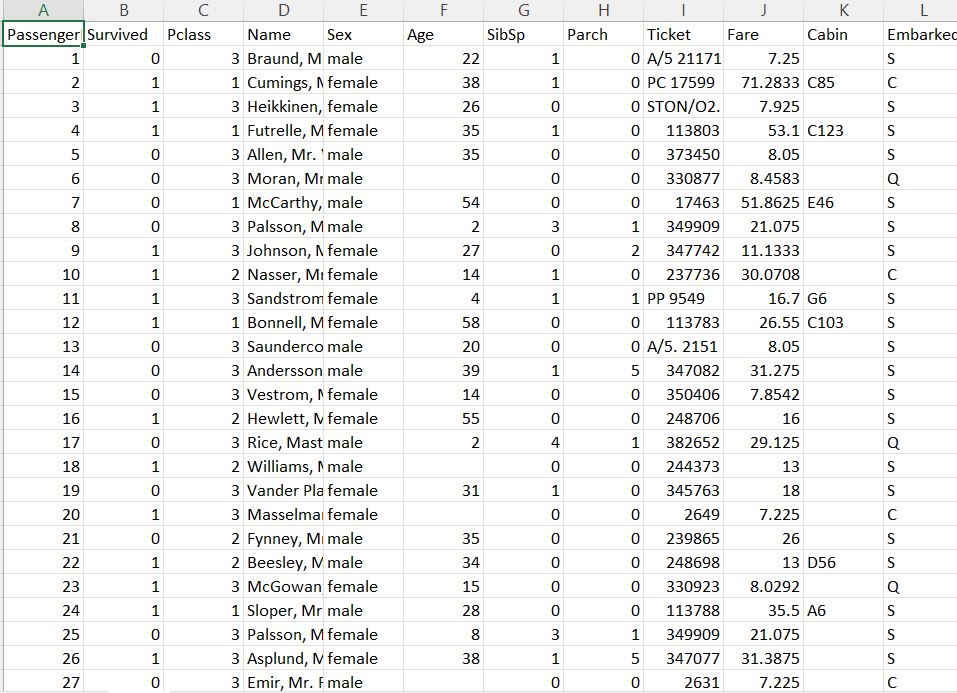 A B C D E F G H I J K L
Passenger Survived Pclass Name Sex Age SibSp Parch Ticket Fare Cabin Embarked
1 0 3 Braund, M male 22 1 0 A/5 21171 7.25 S
2 1 1 Cumings, M female 38 1 0 PC 17599 71.2833 C85 C
3 1 3 Heikkinen, female 26 0 0 STON/O2. 7.925 S
4 1 1 Futrelle, M female 35 1 0 113803 53.1 C123 S
5 0 3 Allen, Mr. male 35 0 0 373450 8.05 S
6 0 3 Moran, Mr male 0 0 330877 8.4583 Q
7 0 1 McCarthy, male 54 0 0 17463 51.8625 E46 S
8 0 3 Palsson, M male 2 3 1 349909 21.075 S
9 1 3 Johnson, M female 27 0 2 347742 11.1333 S
10 1 2 Nasser, Mr female 14 1 0 237736 30.0708 C
11 1 3 Sandstrom female 4 1 1 PP 9549 16.7 G6 S
12 1 1 Bonnell, M female 58 0 0 113783 26.55 C103 S
13 0 3 Saunderco male 20 0 0 A/5. 2151 8.05 S
14 0 3 Andersson male 39 1 5 347082 31.275 S
15 0 3 Vestrom, M female 14 0 0 350406 7.8542 S
16 1 2 Hewlett, M female 55 0 0 248706 16 S
17 0 3 Rice, Mast male 2 4 1 382652 29.125 Q
18 1 2 Williams, M male 0 0 244373 13 S
19 0 3 Vander Pla female 31 1 0 345763 18 S
20 1 3 Masselma female 0 0 2649 7.225 C
21 0 2 Fynney, Mr male 35 0 0 239865 26 S
22 1 2 Beesley, M male 34 0 0 248698 13 D56 S
23 1 3 McGowan, female 15 0 0 330923 8.0292 Q
24 1 1 Sloper, Mr male 28 0 0 113788 35.5 A6 S
25 0 3 Palsson, M female 8 3 1 349909 21.075 S
26 1 3 Asplund, M female 38 1 5 347077 31.3875 S
27 0 3 Emir, Mr. F male 0 0 2631 7.225 C